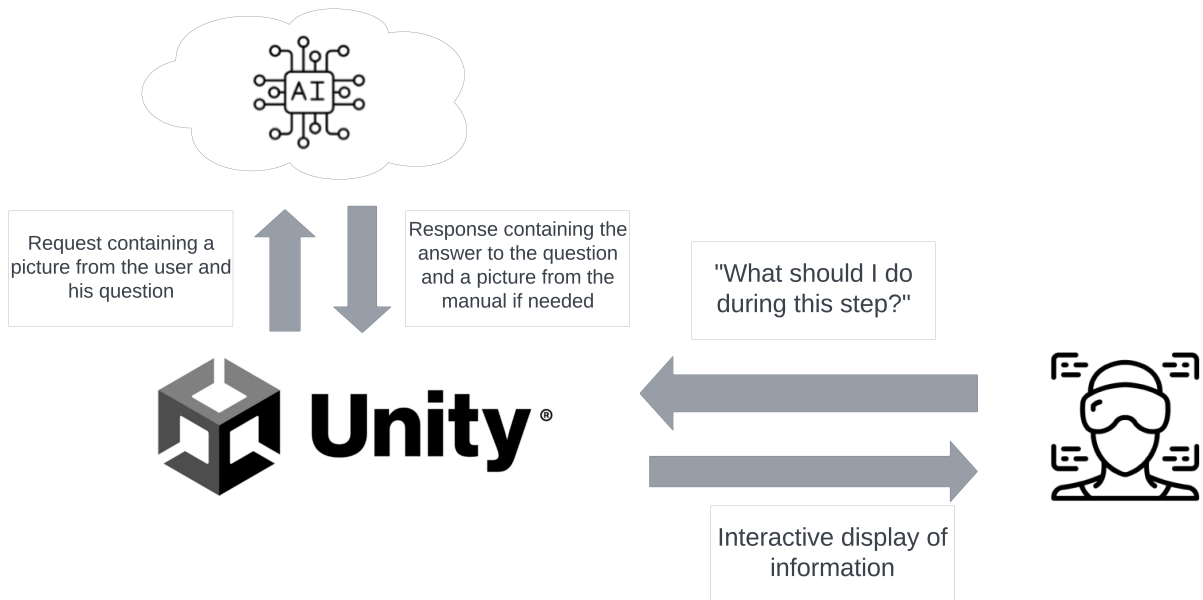 AI
Request containing a
picture from the user and
his question
Response containing the
answer to the question
and a picture from the
manual if needed
"What should I do
during this step?"
Unity®
Interactive display of
information